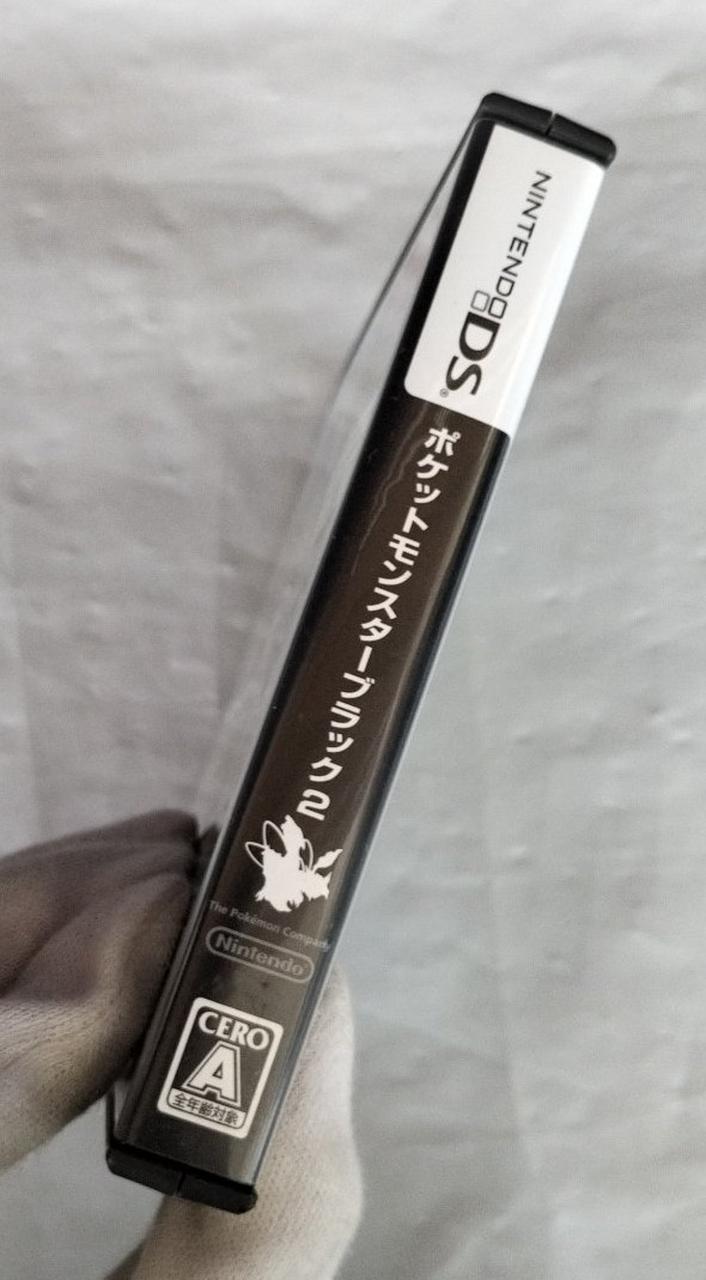 NINTENDO
DS®
ポケットモンスターブラック2
The Pokémon Company
Nintendo®
CERO
A
全年齢対象